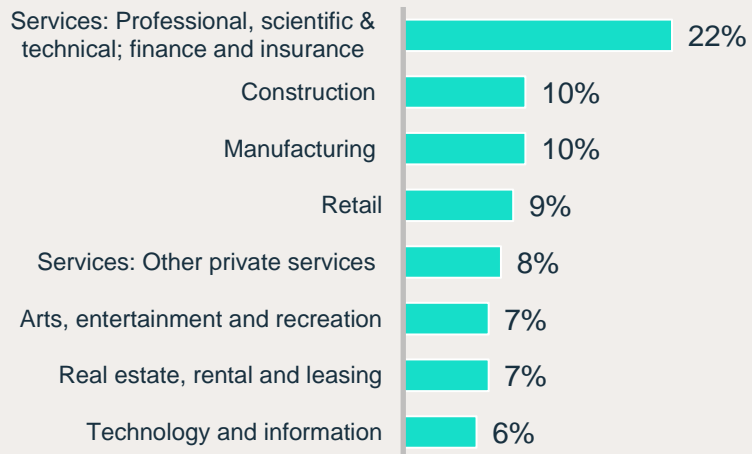 Services: Professional, scientific &
technical; finance and insurance
22%
Construction
10%
Manufacturing
10%
Retail
9%
Services: Other private services
8%
Arts, entertainment and recreation
7%
Real estate, rental and leasing
7%
Technology and information
6%